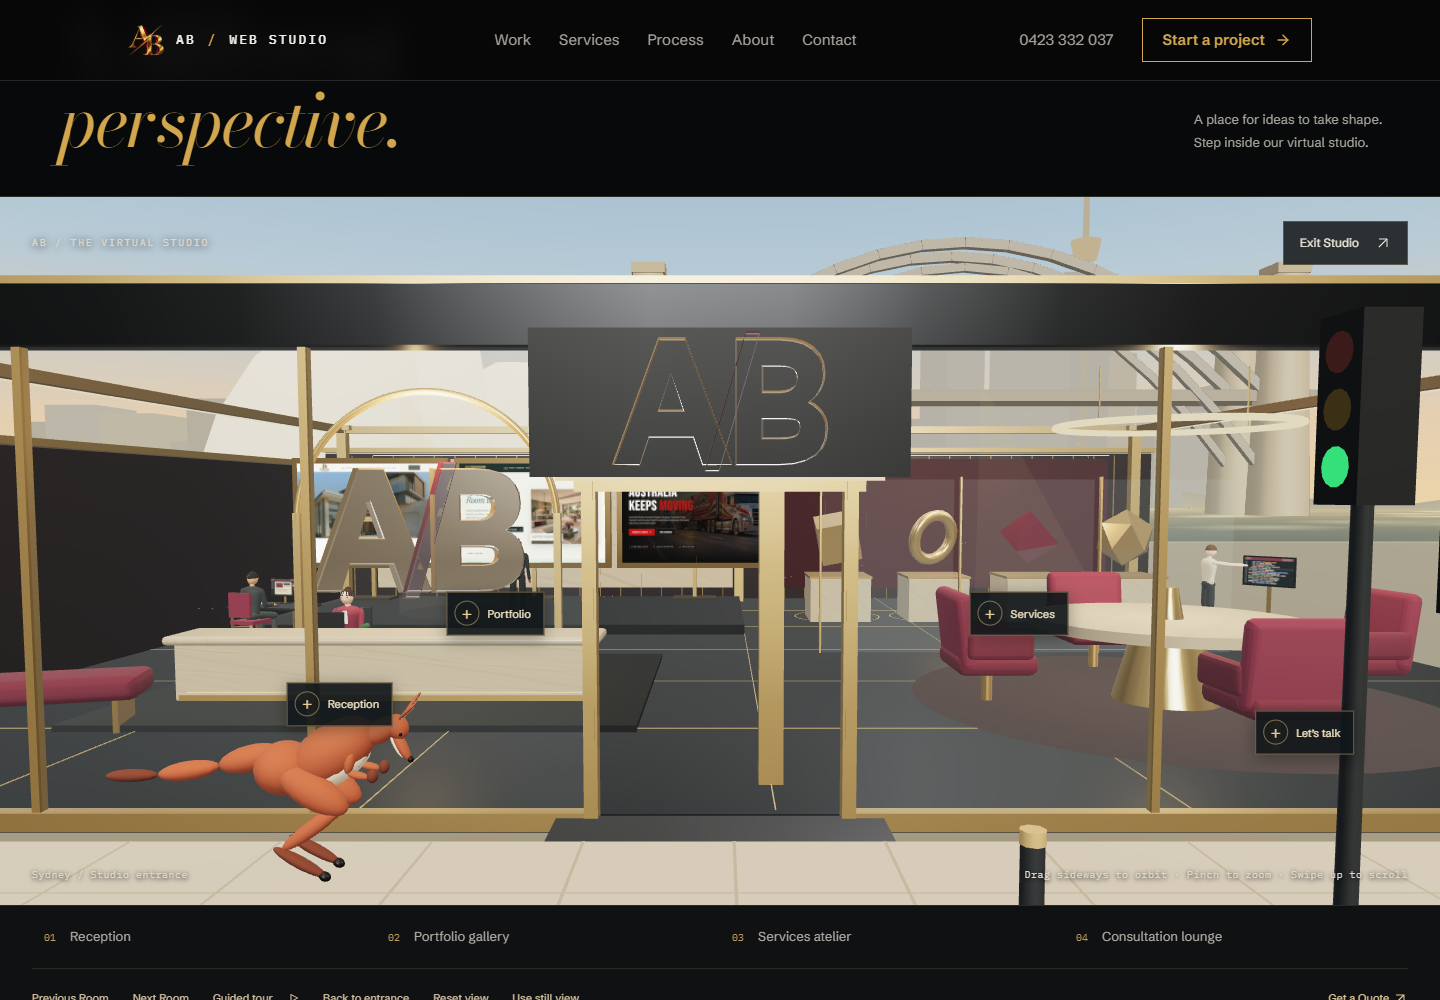 AB
AB / WEB STUDIO
Work
Services
Process
About
Contact
0423 332 037
Start a project
perspective.
A place for ideas to take shape.
Step inside our virtual studio.
AB / THE VIRTUAL STUDIO
Exit Studio
A/B
A/B
AUSTRALIA
KEEPS MOVING
Portfolio
Services
Reception
Let's talk
Sydney / Studio entrance
Drag sideways to orbit · Pinch to zoom · Swipe up to scroll
01 Reception
02 Portfolio gallery
03 Services atelier
04 Consultation lounge
Previous Room
Next Room
Guided tour
Back to entrance
Reset view
Use still view
Get a Quote